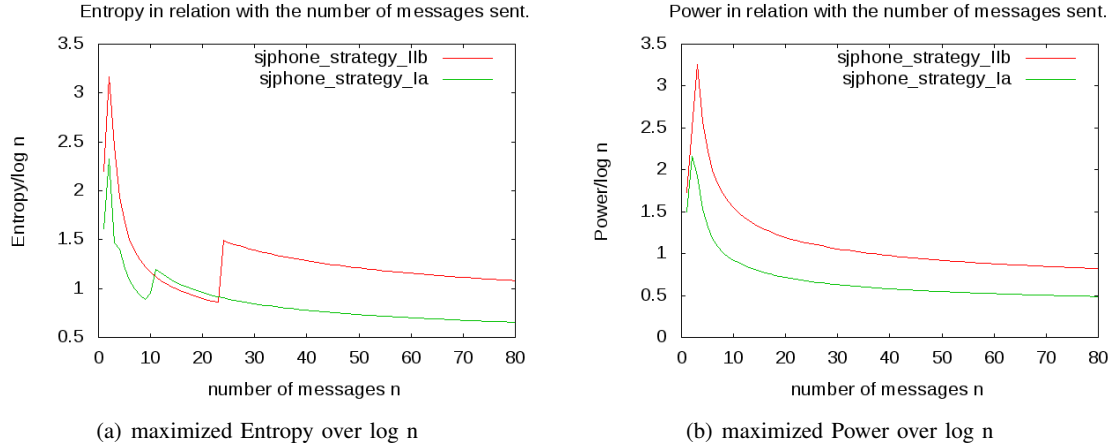 Entropy in relation with the number of messages sent.
3.5
3
2.5
2
1.5
1
0.5
0 10 20 30 40 50 60 70 80
Entropy/log n
number of messages n
sjphone_strategy_IIb
sjphone_strategy_Ia
(a) maximized Entropy over log n
Power in relation with the number of messages sent.
3.5
3
2.5
2
1.5
1
0.5
0
0 10 20 30 40 50 60 70 80
Power/log n
number of messages n
sjphone_strategy_IIb
sjphone_strategy_Ia
(b) maximized Power over log n